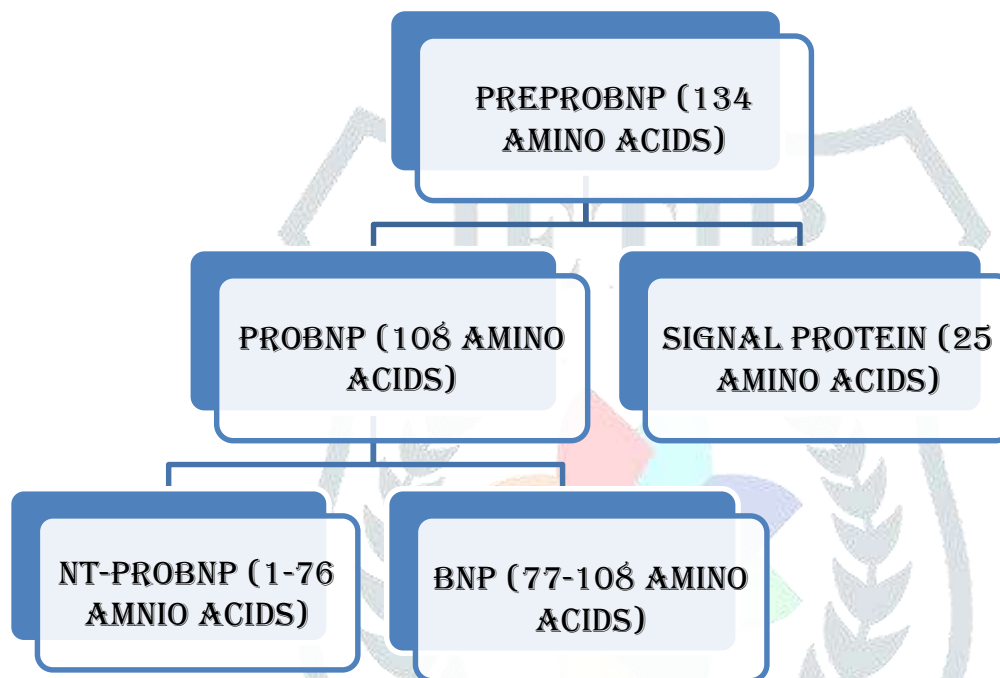 PREPROBNP (134
AMINO ACIDS)
PROBNP (108 AMINO
ACIDS)
SIGNAL PROTEIN (25
AMINO ACIDS)
NT-PROBNP (1-76
AMNIO ACIDS)
BNP (77-108 AMINO
ACIDS)